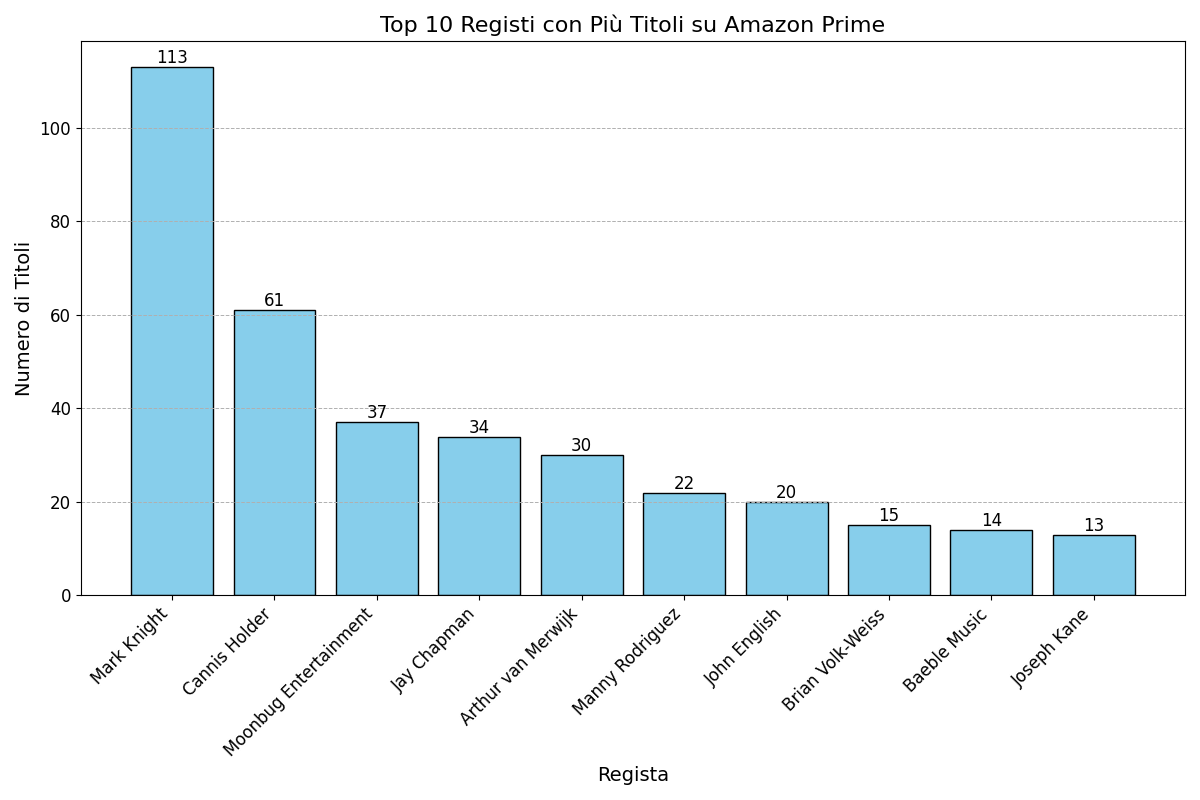 Top 10 Registi con Più Titoli su Amazon Prime
Numero di Titoli
100
80
60
40
20
0
113
61
37
34
30
22
20
15
14
13
Mark Knight
Cannis Holder
Moonbug Entertainment
Jay Chapman
Arthur van Merwijk
Manny Rodriguez
John English
Brian Volk-Weiss
Baeble Music
Joseph Kane
Regista